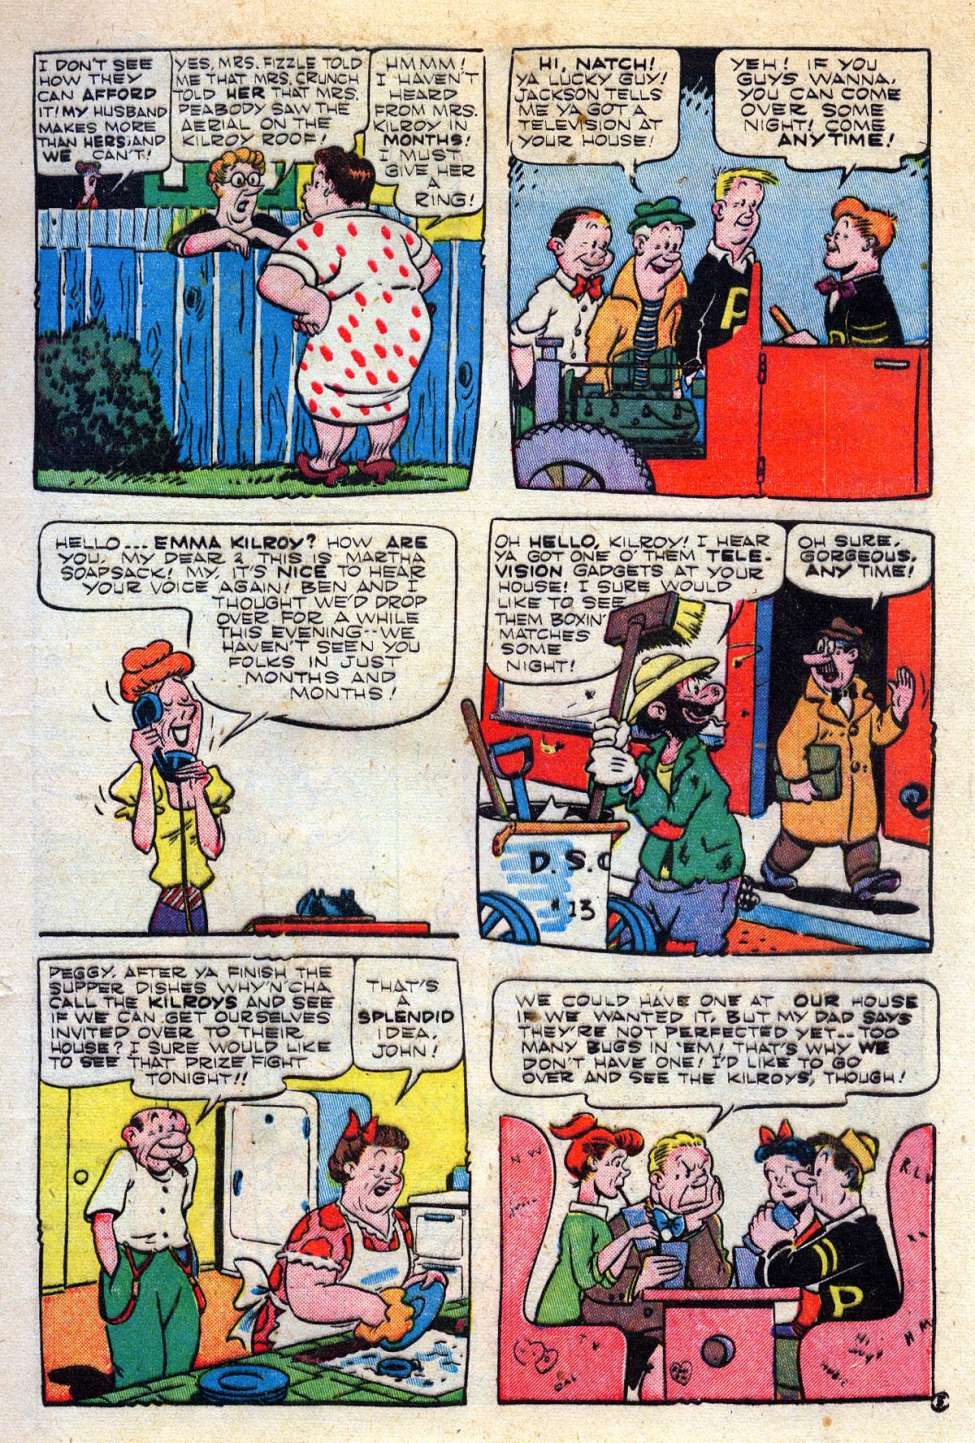 I DON'T SEE
HOW THEY
CAN AFFORD
IT! MY HUSBAND
MAKES MORE
THAN HERS, AND
WE CAN'T!
YES, MRS. FIZZLE TOLD
ME THAT MRS. CRUNCH
TOLD HER THAT MRS.
PEABODY SAW THE
AERIAL ON THE
KILROY ROOF!
HMMM!
I HAVEN'T
HEARD
FROM MRS.
KILROY IN
MONTHS!
I MUST
GIVE HER
A
RING!
HI, NATCH!
YA LUCKY GUY!
JACKSON TELLS
ME YA GOT A
TELEVISION AT
YOUR HOUSE!
YEH! IF YOU
GUYS WANNA,
YOU CAN COME
OVER SOME
NIGHT! COME
ANYTIME!
P
HELLO... EMMA KILROY? HOW ARE
YOU, MY DEAR? THIS IS MARTHA
SOAPSACK! MY, IT'S NICE TO HEAR
YOUR VOICE AGAIN! BEN AND I
THOUGHT WE'D DROP
OVER FOR A WHILE
THIS EVENING--WE
HAVEN'T SEEN YOU
FOLKS IN JUST
MONTHS AND
MONTHS!
OH HELLO, KILROY! I HEAR
YA GOT ONE O' THEM TELE-
VISION GADGETS AT YOUR
HOUSE! I SURE WOULD
LIKE TO SEE
THEM BOXIN'
MATCHES
SOME
NIGHT!
OH SURE,
GORGEOUS,
ANY TIME!
D.S.C
#13
PEGGY, AFTER YA FINISH THE
SUPPER DISHES WHY'N'CHA
CALL THE KILROYS AND SEE
IF WE CAN GET OURSELVES
INVITED OVER TO THEIR
HOUSE? I SURE WOULD LIKE
TO SEE THAT PRIZE FIGHT
TONIGHT!!
THAT'S
A
SPLENDID
IDEA,
JOHN!
WE COULD HAVE ONE AT OUR HOUSE
IF WE WANTED IT, BUT MY DAD SAYS
THEY'RE NOT PERFECTED YET... TOO
MANY BUGS IN 'EM! THAT'S WHY WE
DON'T HAVE ONE! I'D LIKE TO GO
OVER AND SEE THE KILROYS, THOUGH!
N.W
P